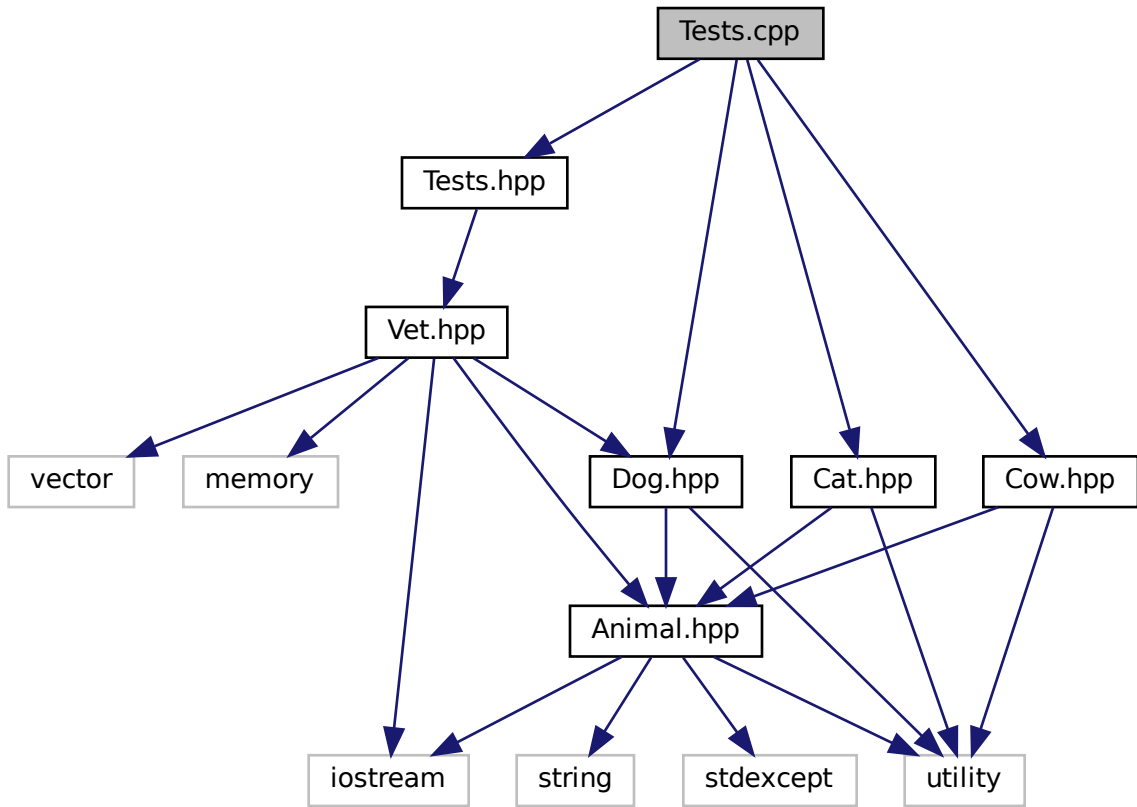 Tests.cpp
Tests.hpp
Vet.hpp
vector
memory
Dog.hpp
Cat.hpp
Cow.hpp
Animal.hpp
iostream
string
stdexcept
utility